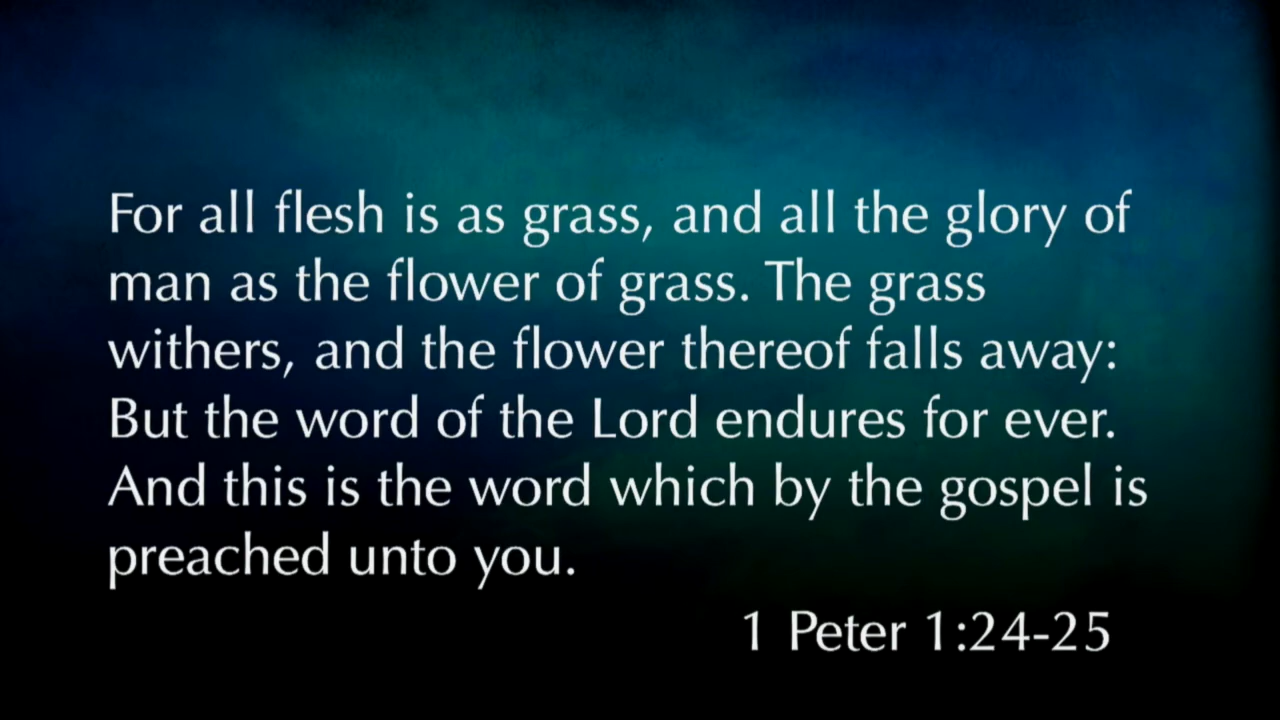 For all flesh is as grass, and all the glory of
man as the flower of grass. The grass
withers, and the flower thereof falls away:
But the word of the Lord endures for ever.
And this is the word which by the gospel is
preached unto you.
1 Peter 1:24-25